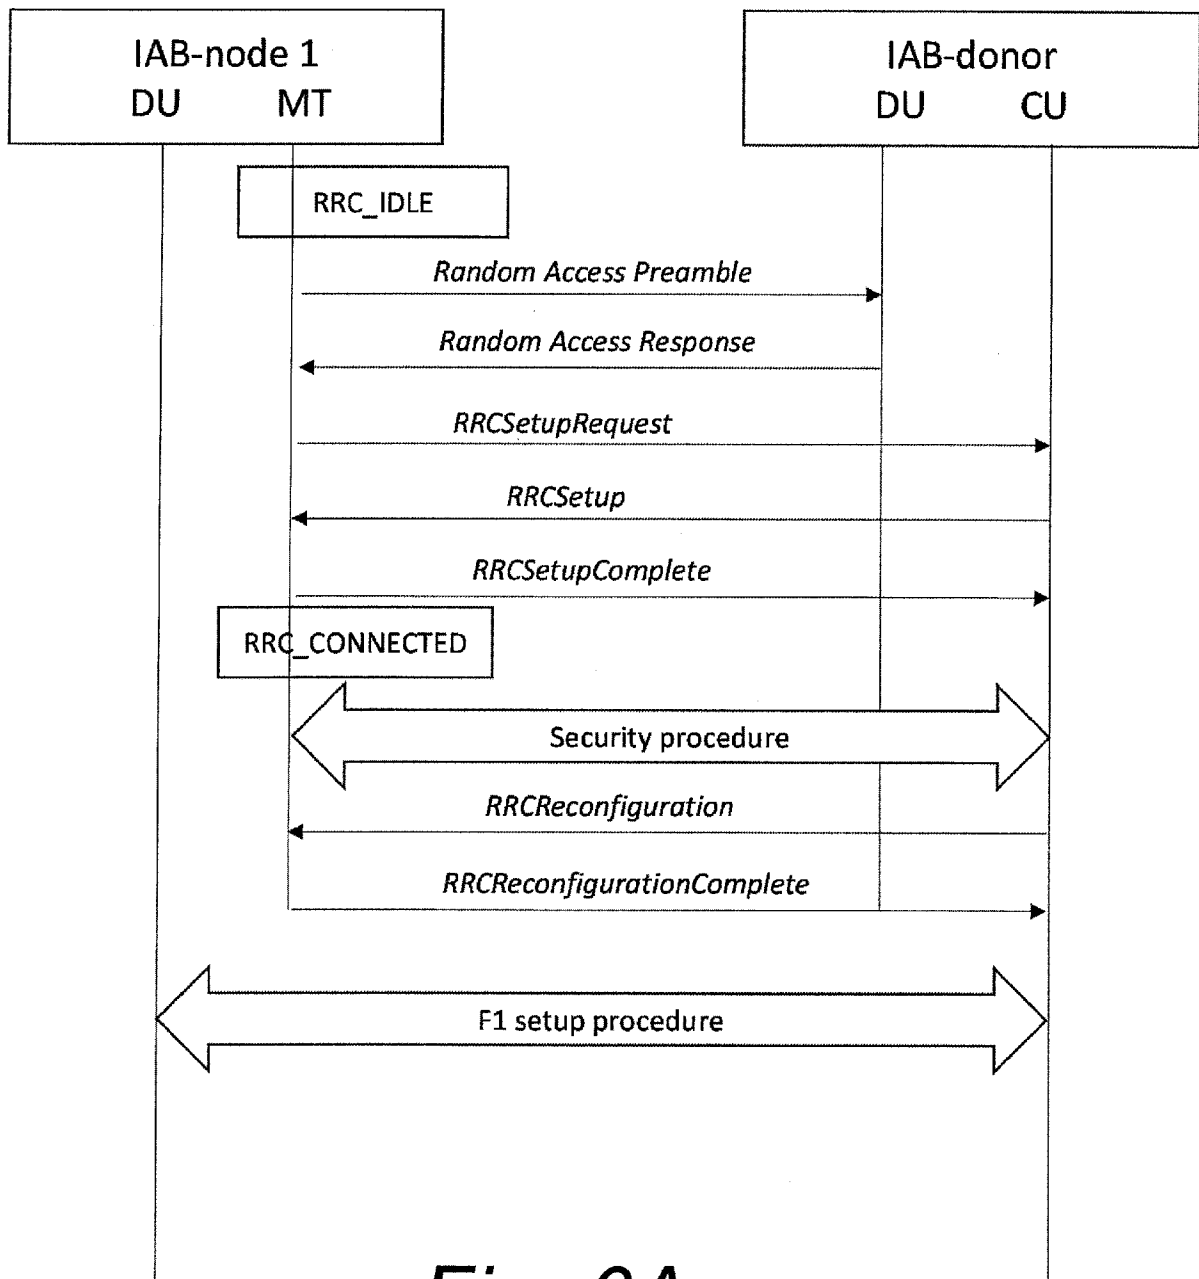 IAB-node 1
DU MT
IAB-donor
DU CU
RRC_IDLE
Random Access Preamble
Random Access Response
RRCSetupRequest
RRCSetup
RRCSetupComplete
RRC_CONNECTED
Security procedure
RRCReconfiguration
RRCReconfigurationComplete
F1 setup procedure